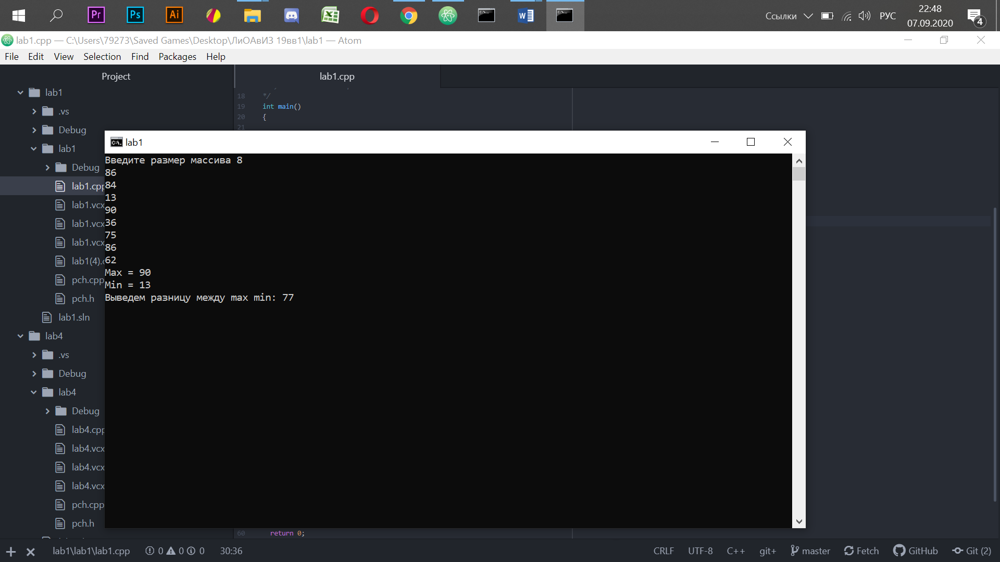 Pr
Ps
Ai
Ссылки
РУС
22:48
07.09.2020
4
lab1.cpp — C:\Users\79273\Saved Games\Desktop\ЛиОАвИЗ 19вв1\lab1 — Atom
File Edit View Selection Find Packages Help
Project
lab1.cpp
lab1
.vs
Debug
lab1
Debug
lab1.cpp
lab1.vcx
lab1.vcx
lab1.vcx
lab1(4).c
pch.cpp
pch.h
lab1.sln
lab4
.vs
Debug
lab4
Debug
lab4.cpp
lab4.vcx
lab4.vcx
lab4.vcx
pch.cpp
pch.h
18 */
19 int main()
20 {
21
lab1
Введите размер массива 8
86
84
13
90
36
75
86
62
Max = 90
Min = 13
Выведем разницу между max min: 77
60 return 0;
lab1\lab1\lab1.cpp 0 0 0 30:36 CRLF UTF-8 C++ git+ master Fetch GitHub Git (2)